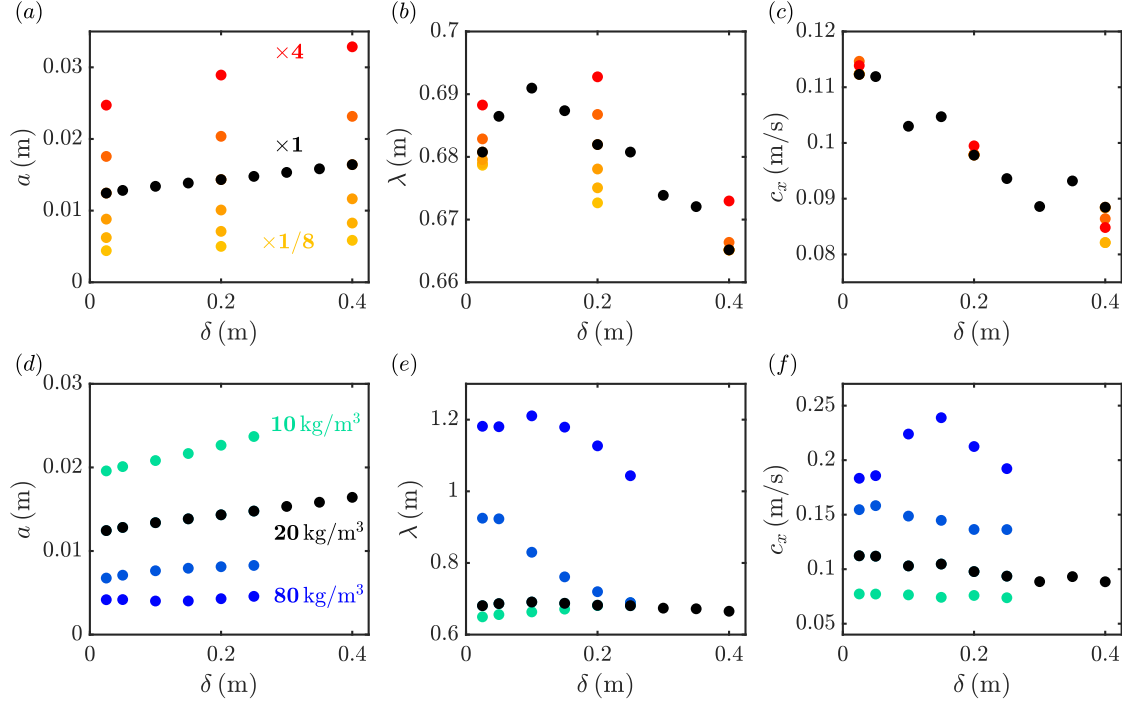 (a)
a (m)
0.03
0.02
0.01
0
×4
×1
×1/8
0
0.2
0.4
δ (m)
(b)
λ (m)
0.7
0.69
0.68
0.67
0.66
0
0.2
0.4
δ (m)
(c)
c_x (m/s)
0.12
0.11
0.1
0.09
0.08
0
0.2
0.4
δ (m)
(d)
a (m)
0.03
0.02
0.01
0
10 kg/m³
20 kg/m³
80 kg/m³
0
0.2
0.4
δ (m)
(e)
λ (m)
1.2
1
0.8
0.6
0
0.2
0.4
δ (m)
(f)
c_x (m/s)
0.25
0.2
0.15
0.1
0.05
0
0.2
0.4
δ (m)